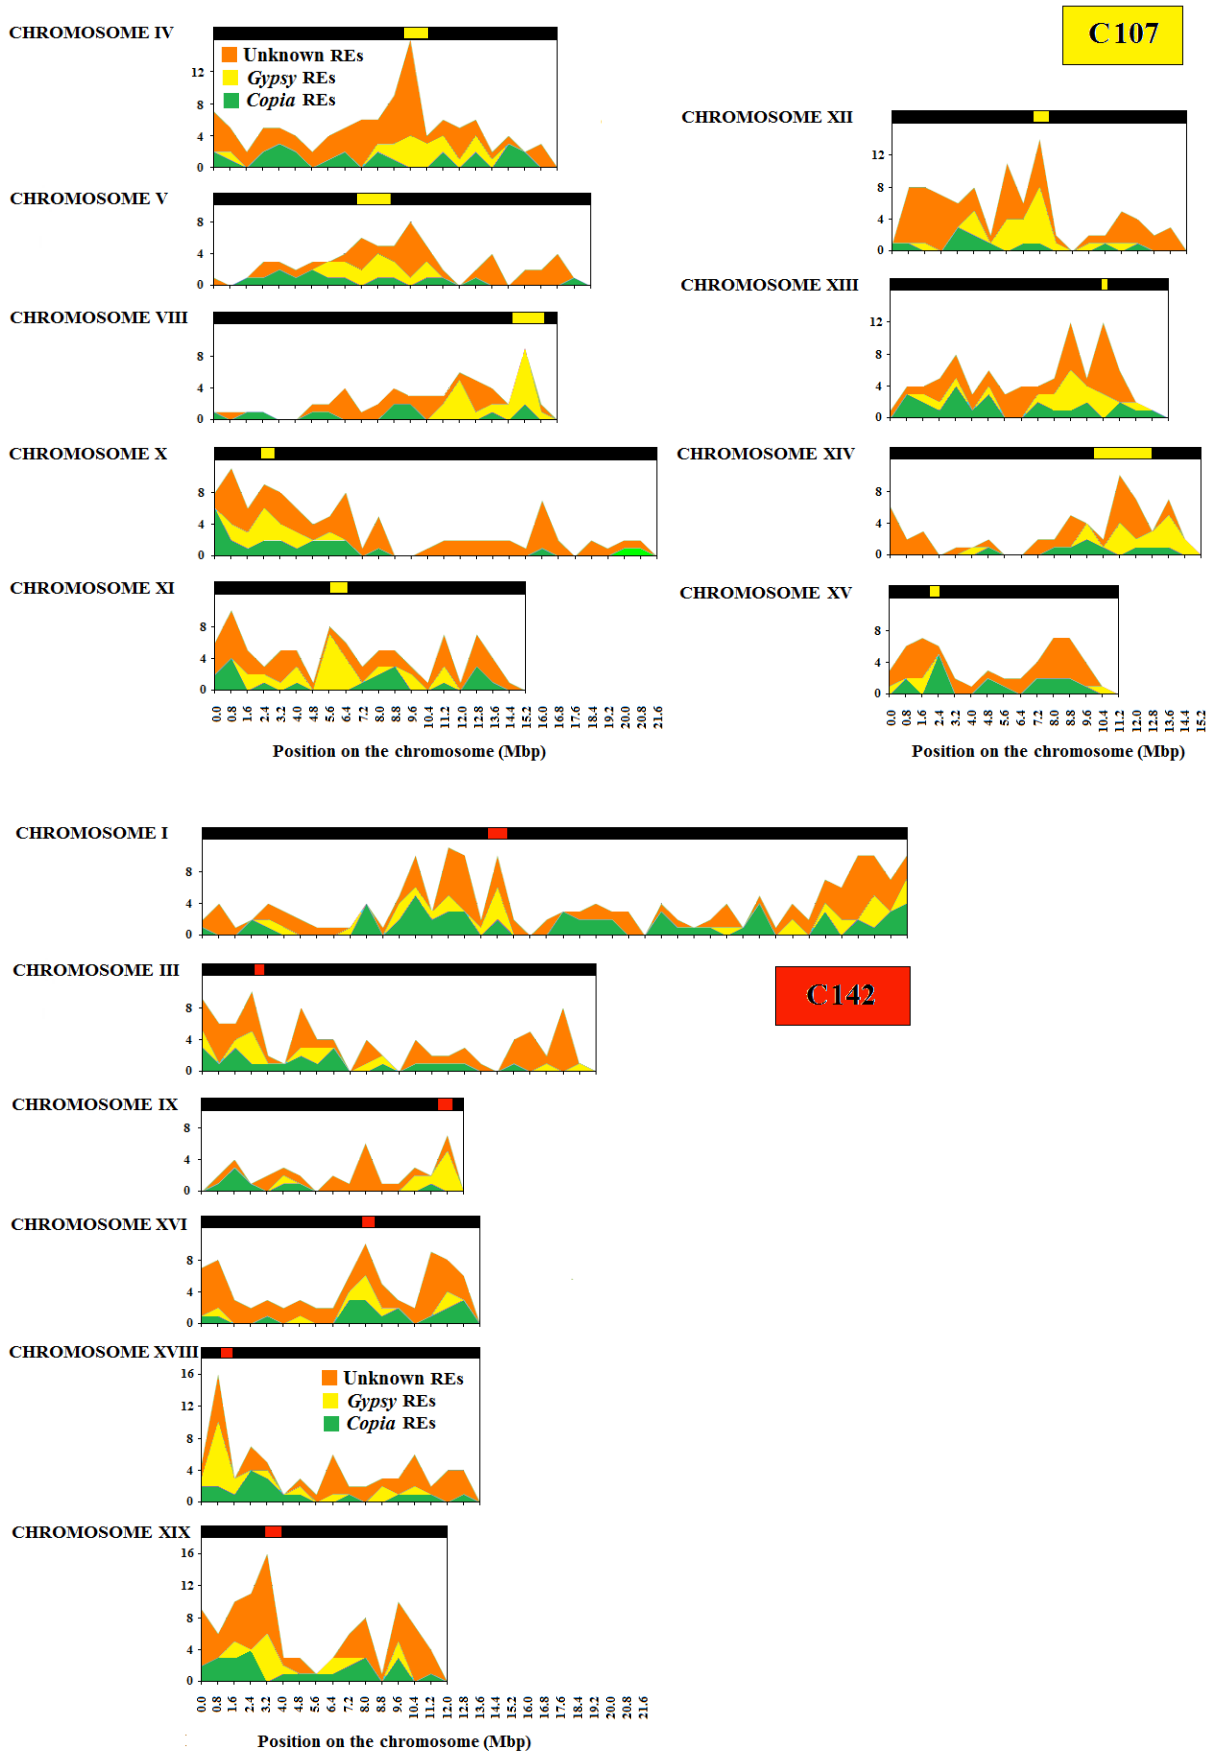 C107
CHROMOSOME IV
Unknown REs
Gypsy REs
Copia REs
12
8
4
0
CHROMOSOME V
8
4
0
CHROMOSOME VIII
8
4
0
CHROMOSOME X
8
4
0
CHROMOSOME XI
8
4
0
0.0 0.8 1.6 2.4 3.2 4.0 4.8 5.6 6.4 7.2 8.0 8.8 9.6 10.4 11.2 12.0 12.8 13.6 14.4 15.2 16.0 16.8 17.6 18.4 19.2 20.0 20.8 21.6
Position on the chromosome (Mbp)
CHROMOSOME XII
12
8
4
0
CHROMOSOME XIII
12
8
4
0
CHROMOSOME XIV
8
4
0
CHROMOSOME XV
8
4
0
0.0 0.8 1.6 2.4 3.2 4.0 4.8 5.6 6.4 7.2 8.0 8.8 9.6 10.4 11.2 12.0 12.8 13.6 14.4 15.2
Position on the chromosome (Mbp)
CHROMOSOME I
8
4
0
CHROMOSOME III
8
4
0
C142
CHROMOSOME IX
8
4
0
CHROMOSOME XVI
8
4
0
CHROMOSOME XVIII
16
12
8
4
0
Unknown REs
Gypsy REs
Copia REs
CHROMOSOME XIX
16
12
8
4
0
0.0 0.8 1.6 2.4 3.2 4.0 4.8 5.6 6.4 7.2 8.0 8.8 9.6 10.4 11.2 12.0 12.8 13.6 14.4 15.2 16.0 16.8 17.6 18.4 19.2 20.0 20.8 21.6
Position on the chromosome (Mbp)